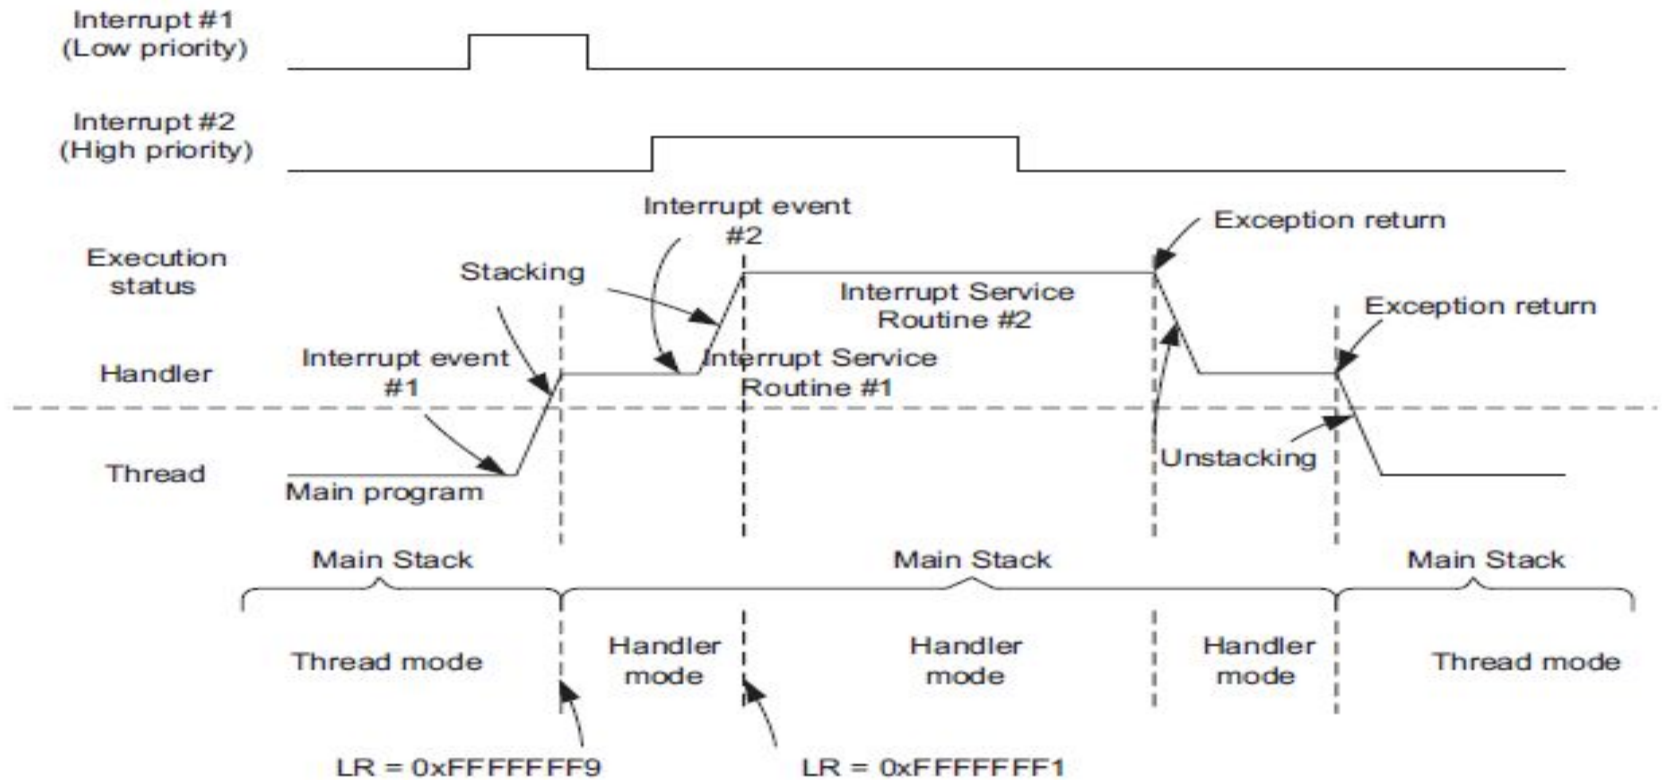 Interrupt #1
(Low priority)
Interrupt #2
(High priority)
Interrupt event
#2
Exception return
Execution
status
Stacking
Interrupt Service
Routine #2
Exception return
Interrupt event
#1
Interrupt Service
Routine #1
Handler
Thread
Main program
Unstacking
Main Stack
Main Stack
Main Stack
Thread mode
Handler
mode
Handler
mode
Handler
mode
Thread mode
LR = 0xFFFFFFF9
LR = 0xFFFFFFF1